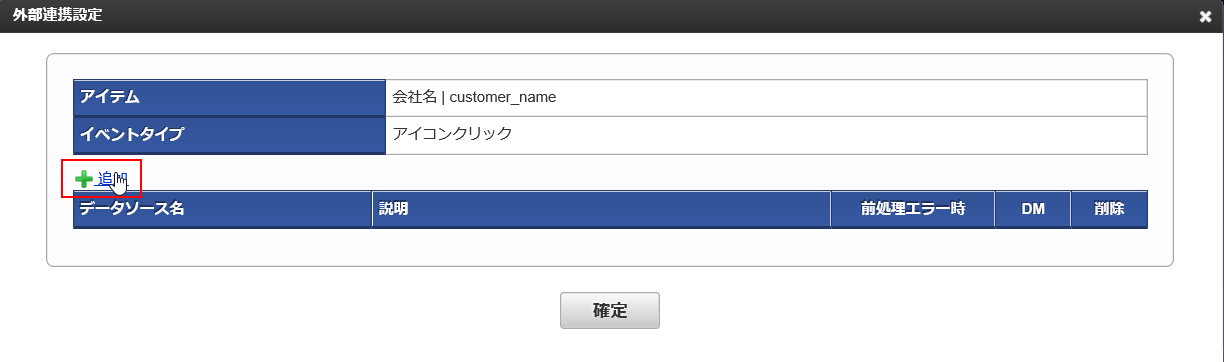 外部連携設定
アイテム 会社名 | customer_name
イベントタイプ アイコンクリック
追加
データソース名 説明 前処理エラー時 DM 削除
確定